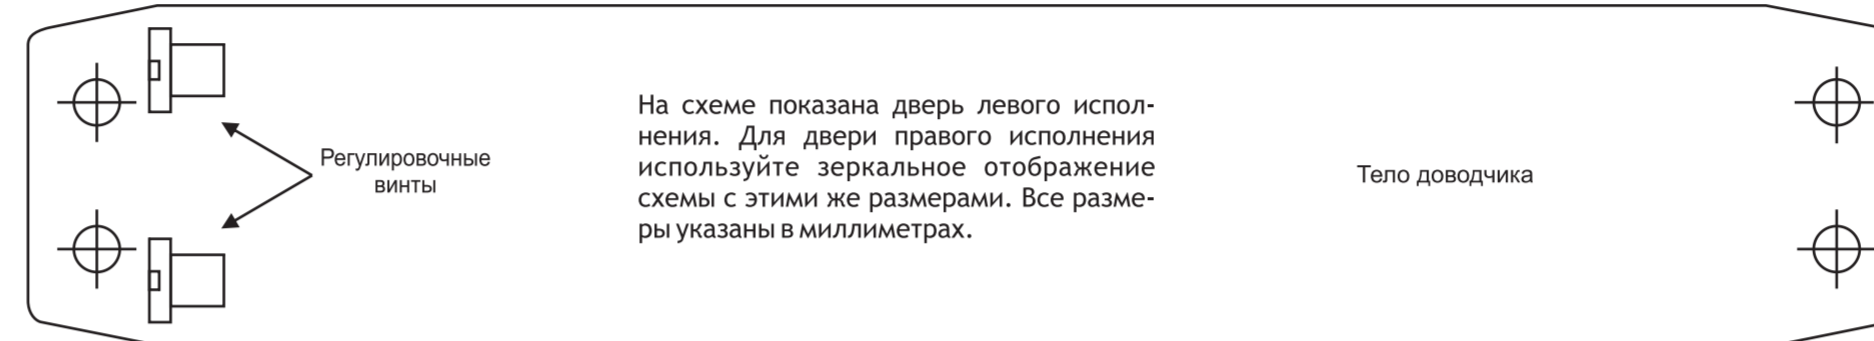 Регулировочные
винты
На схеме показана дверь левого испол-
нения. Для двери правого исполнения
используйте зеркальное отображение
схемы с этими же размерами. Все разме-
ры указаны в миллиметрах.
Тело доводчика